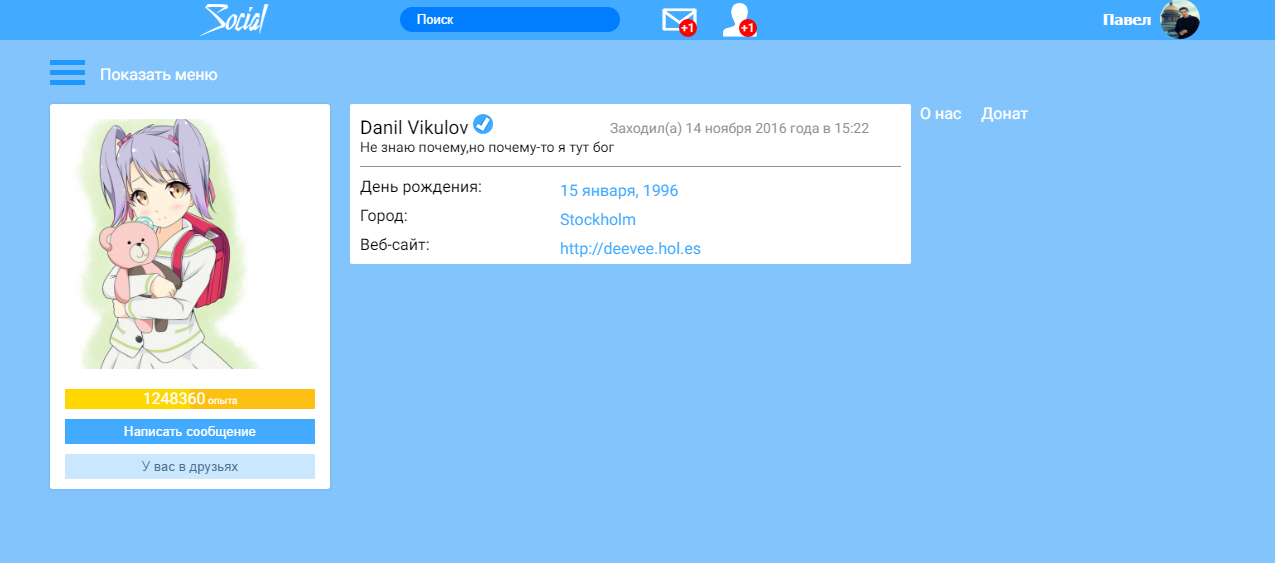 Social
Поиск
+1
+1
Павел
Показать меню
Danil Vikulov
Заходил(а) 14 ноября 2016 года в 15:22
Не знаю почему,но почему-то я тут бог
День рождения: 15 января, 1996
Город: Stockholm
Веб-сайт: http://deevee.hol.es
О нас Донат
1248360 опыта
Написать сообщение
У вас в друзьях